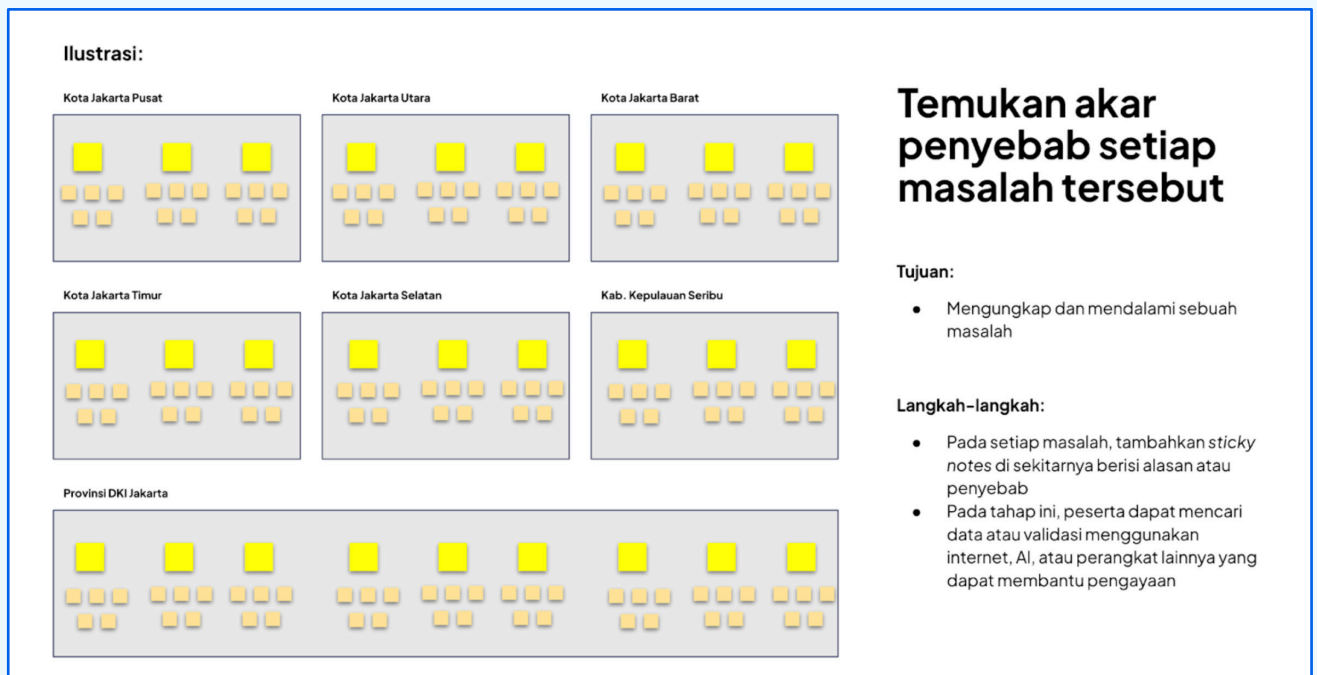 Ilustrasi:
Kota Jakarta Pusat
Kota Jakarta Utara
Kota Jakarta Barat
Kota Jakarta Timur
Kota Jakarta Selatan
Kab. Kepulauan Seribu
Provinsi DKI Jakarta
Temukan akar
penyebab setiap
masalah tersebut
Tujuan:
● Mengungkap dan mendalami sebuah
masalah
Langkah-langkah:
● Pada setiap masalah, tambahkan sticky
notes di sekitarnya berisi alasan atau
penyebab
● Pada tahap ini, peserta dapat mencari
data atau validasi menggunakan
internet, AI, atau perangkat lainnya yang
dapat membantu pengayaan